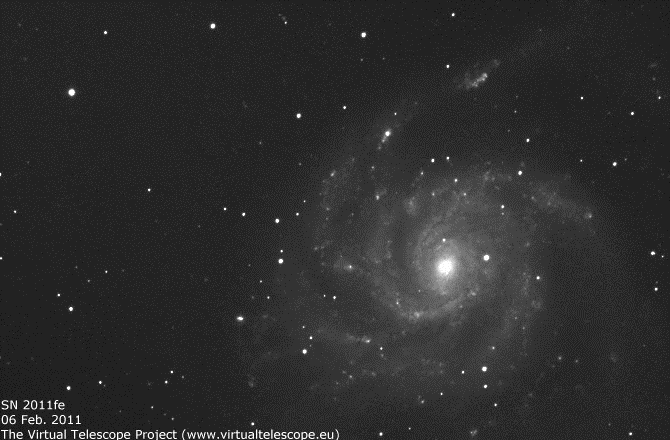 SN 2011fe
06 Feb. 2011
The Virtual Telescope Project (www.virtualtelescope.eu)